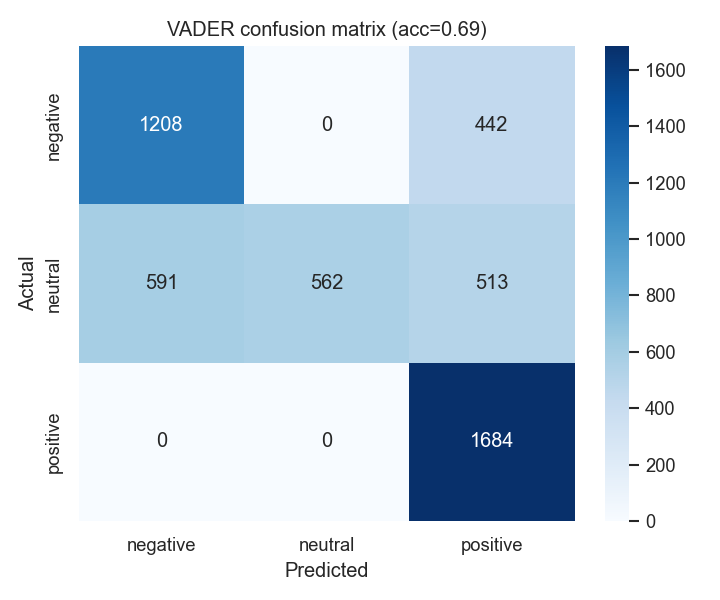 VADER confusion matrix (acc=0.69)
negative 1208 0 442
Actual
neutral 591 562 513
positive 0 0 1684
negative neutral positive
Predicted
1600
1400
1200
1000
800
600
400
200
0